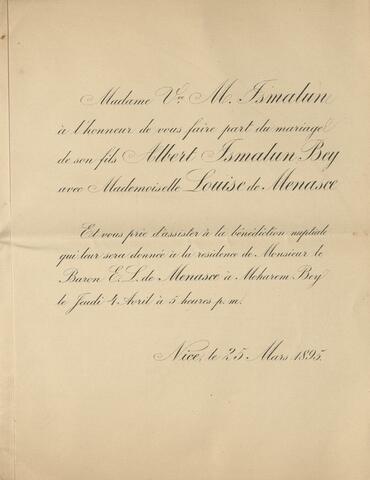 Madame Vve M. Ismalun
à l'honneur de vous faire part du mariage
de son fils Albert Ismalun Bey
avec Mademoiselle Louise de Menasce
Et vous prie d'assister à la bénédiction nuptiale
qui leur sera donnée à la residence de Monsieur le
Baron E. L. de Menasce à Moharem Bey
le Jeudi 4 Avril à 5 heures p.m.
Nice, le 25 Mars 1895.